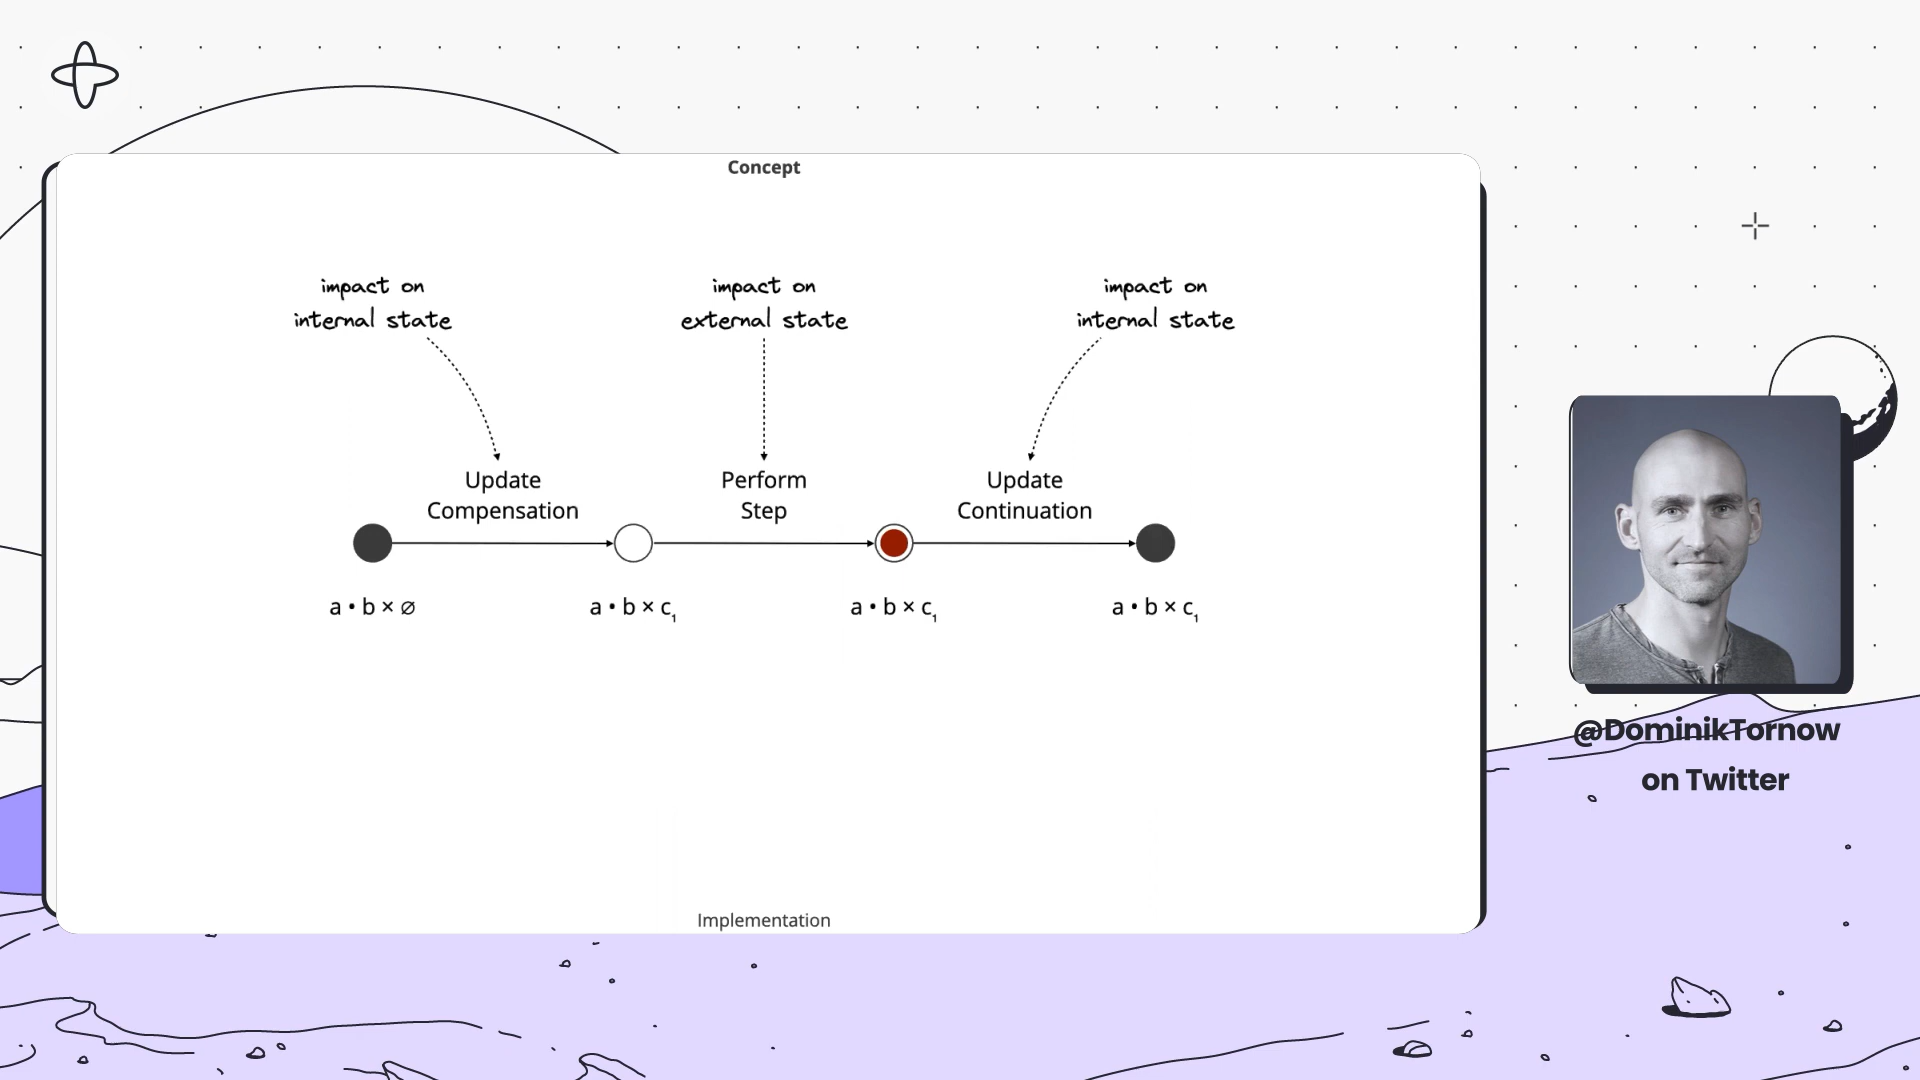 Concept
impact on
internal state
impact on
external state
impact on
internal state
Update
Compensation
Perform
Step
Update
Continuation
a • b × ∅
a • b × c₁
a • b × c₁
a • b × c₁
Implementation
@DominikTornow
on Twitter